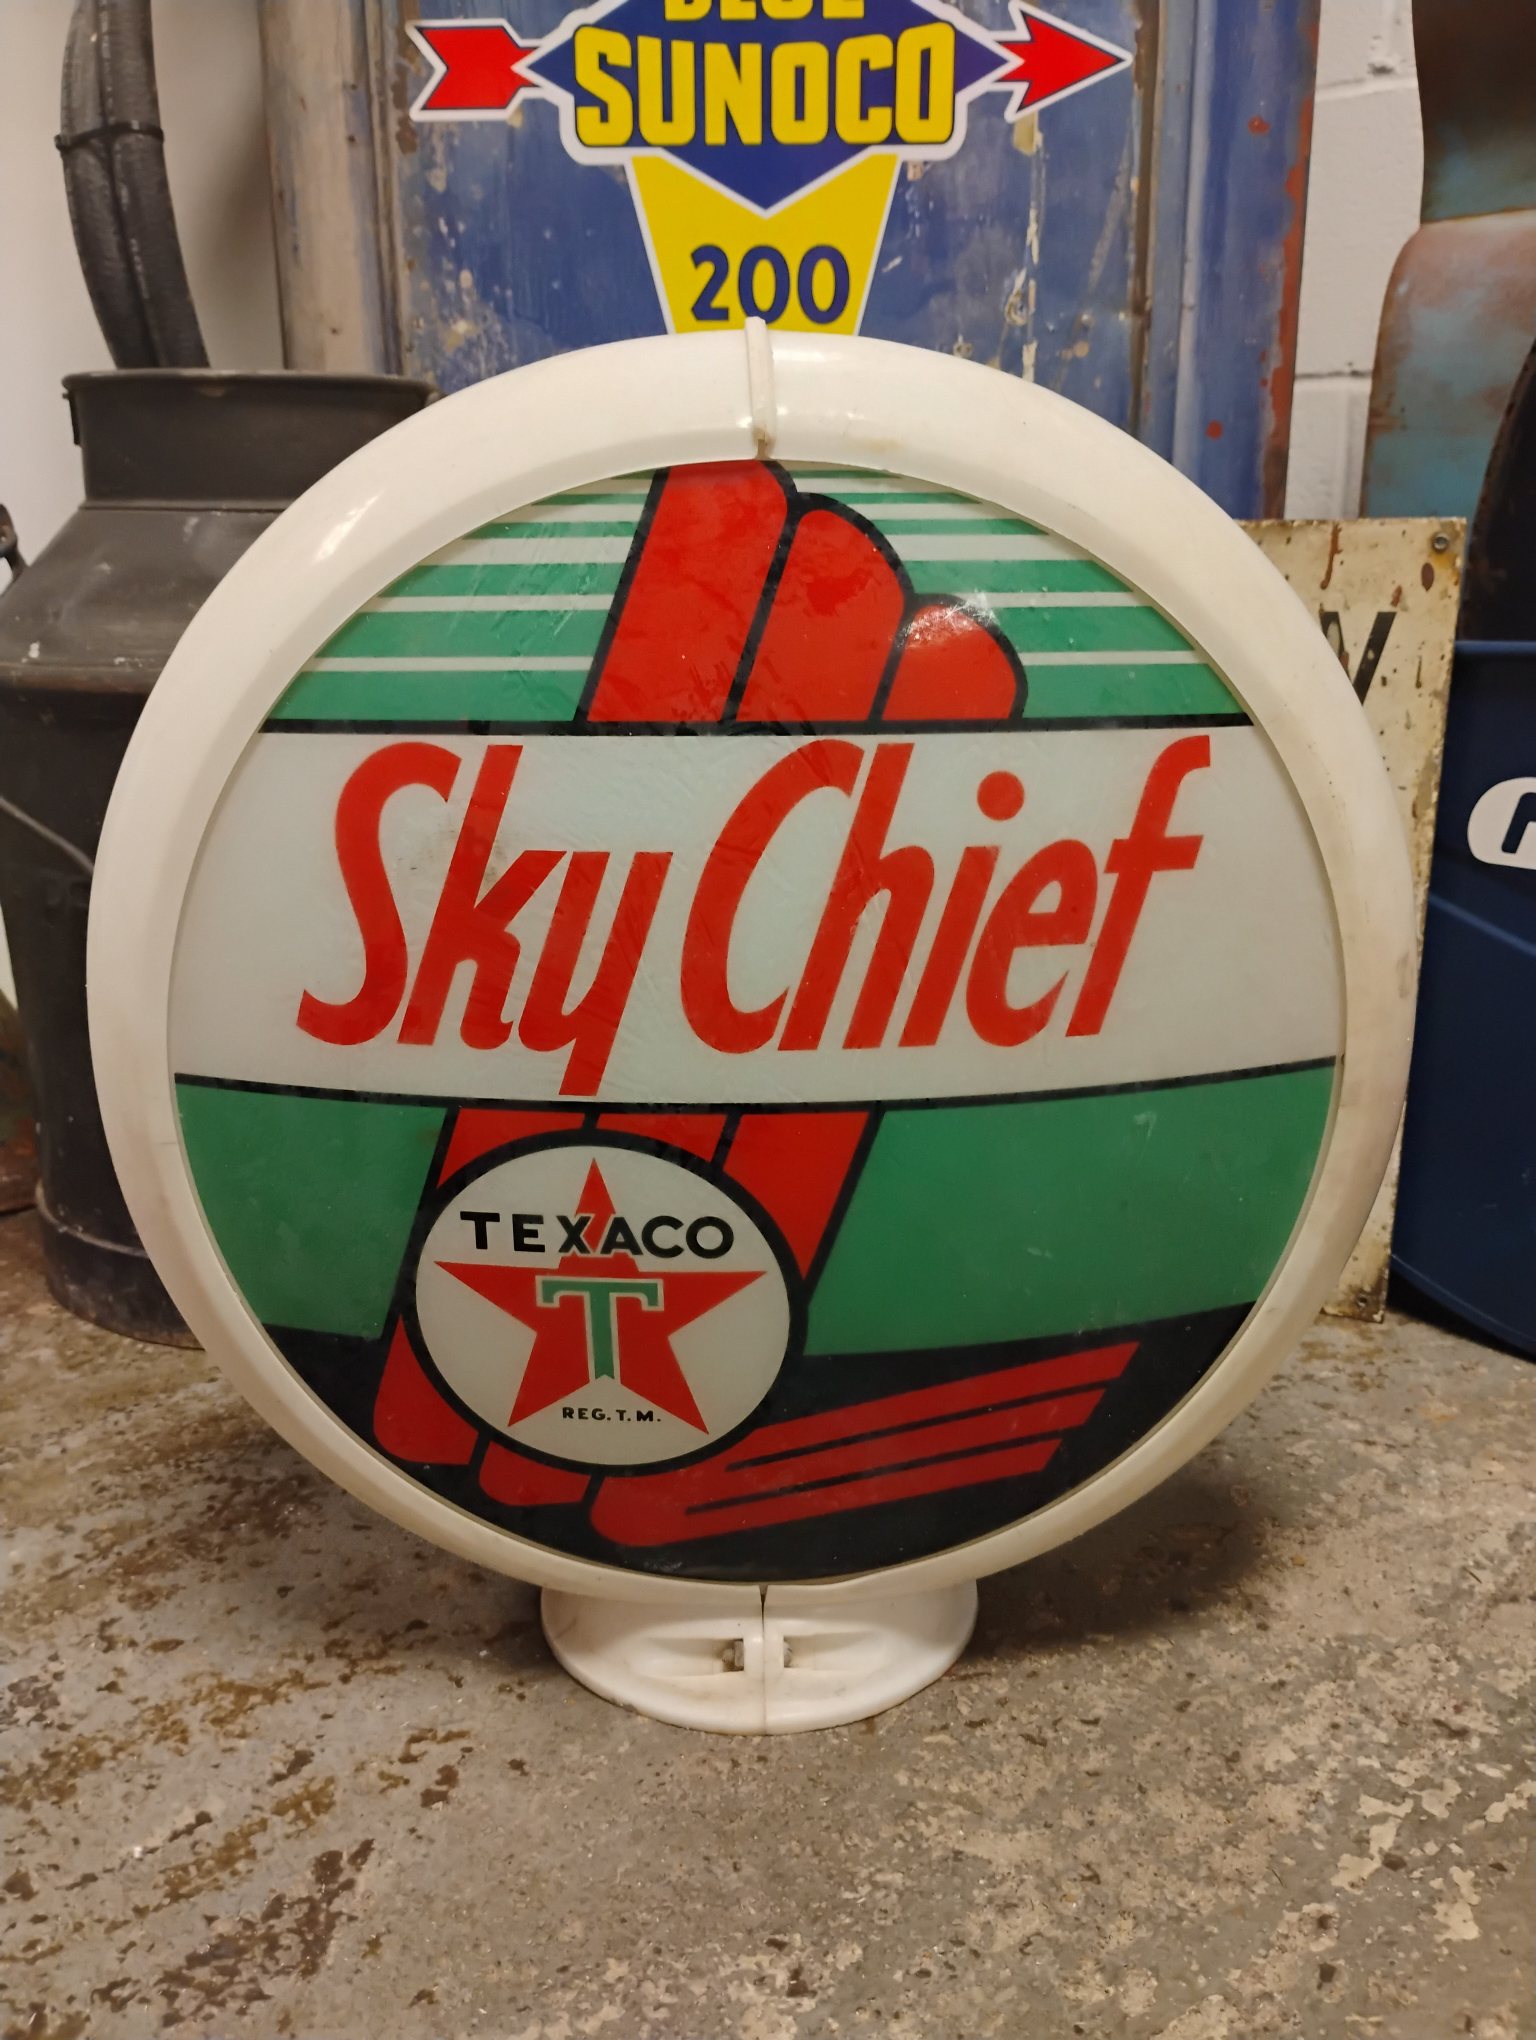 SUNOCO
200
Sky Chief
TEXACO
T
REG. T. M.